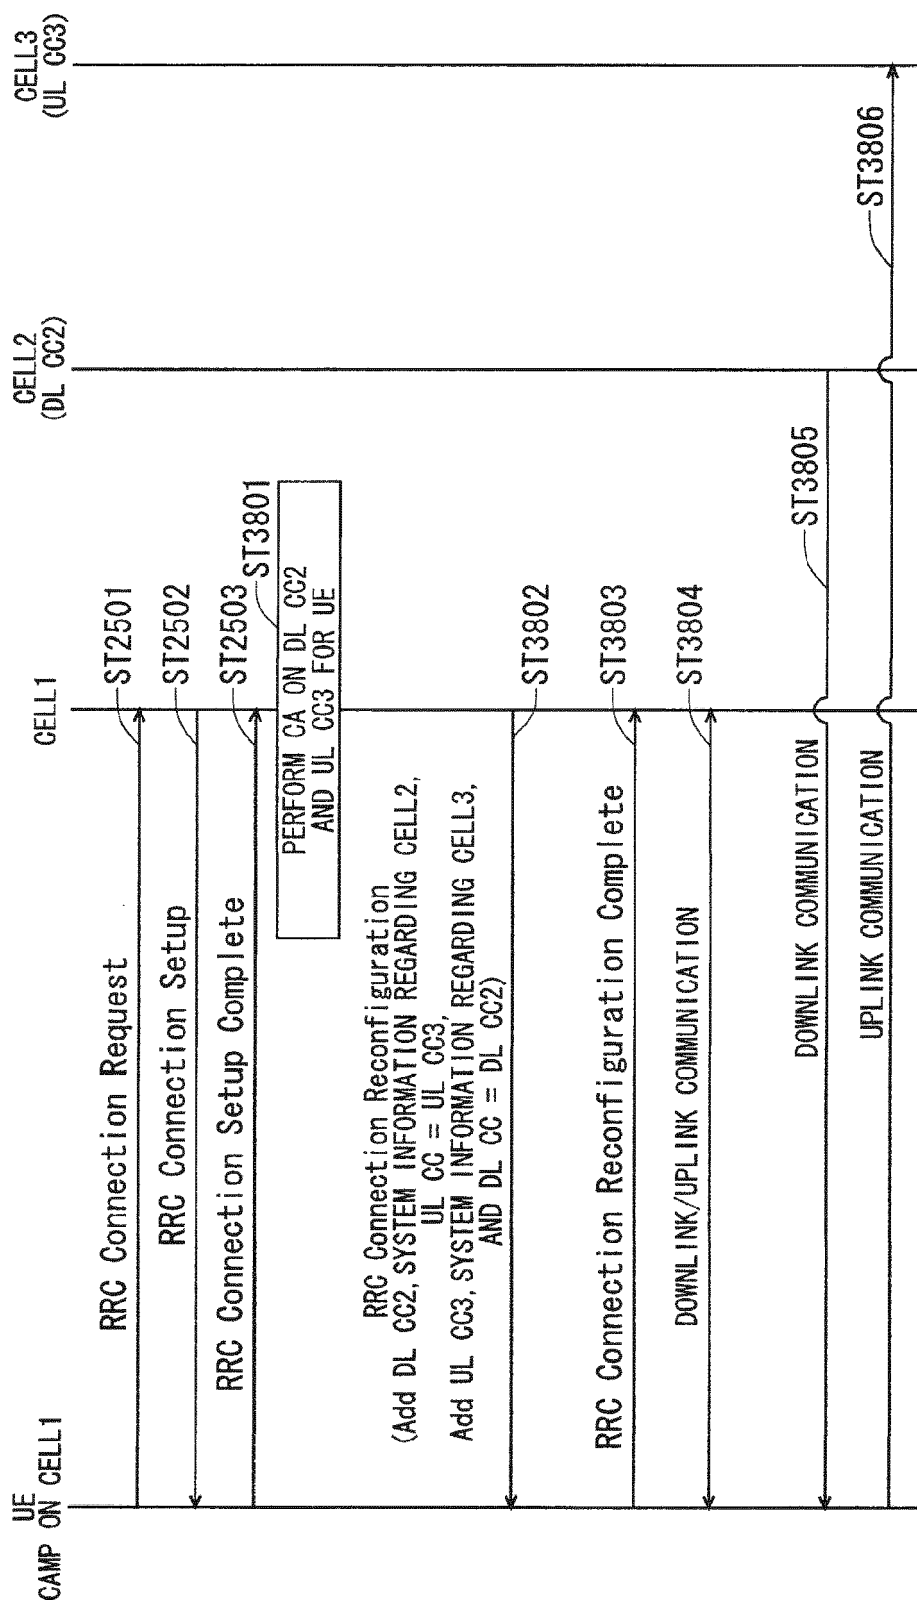 UE
CAMP ON CELL1
CELL1
CELL2
(DL CC2)
CELL3
(UL CC3)
RRC Connection Request
ST2501
RRC Connection Setup
ST2502
RRC Connection Setup Complete
ST2503
ST3801
PERFORM CA ON DL CC2
AND UL CC3 FOR UE
RRC Connection Reconfiguration
(Add DL CC2, SYSTEM INFORMATION REGARDING CELL2,
UL CC = UL CC3,
Add UL CC3, SYSTEM INFORMATION REGARDING CELL3,
AND DL CC = DL CC2)
ST3802
RRC Connection Reconfiguration Complete
ST3803
DOWNLINK/UPLINK COMMUNICATION
ST3804
DOWNLINK COMMUNICATION
ST3805
UPLINK COMMUNICATION
ST3806